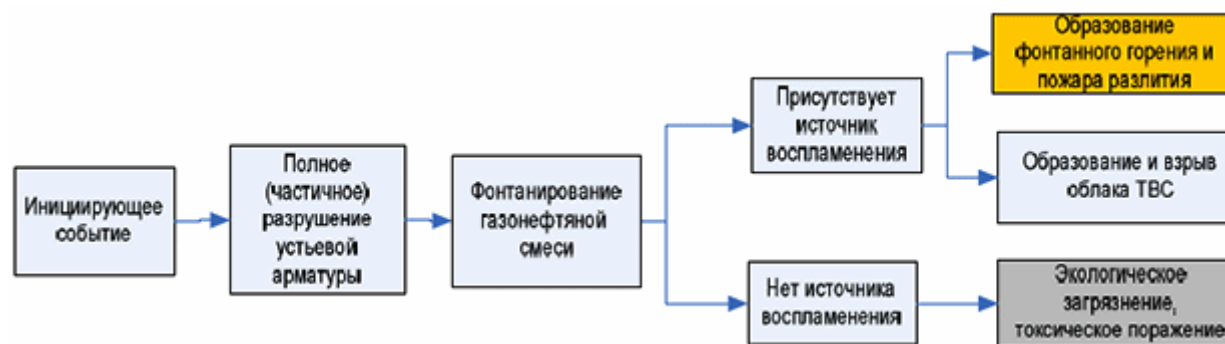 Инициирующее
событие
Полное
(частичное)
разрушение
устьевой
арматуры
Фонтанирование
газонефтяной
смеси
Присутствует
источник
воспламенения
Нет источника
воспламенения
Образование
фонтанного горения и
пожара разлития
Образование и взрыв
облака ТВС
Экологическое
загрязнение,
токсическое поражение